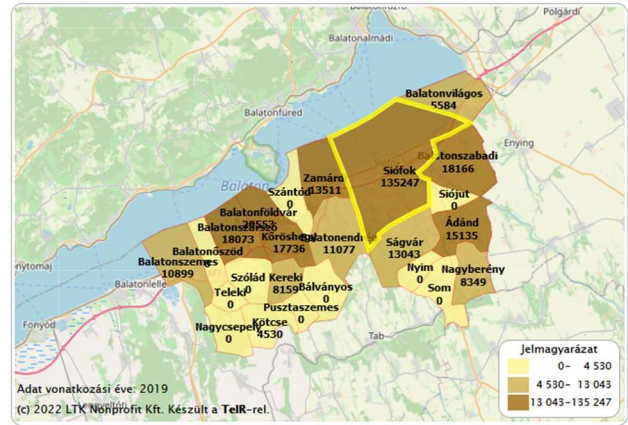 Balatonfűzfő
Polgárdi
Balatonalmádi
Balatonvilágos
5584
Balatonfüred
Enying
Balatonszabadi
18166
Siófok
135247
Zamárdi
13511
Balaton
Szántód
0
Siójut
0
Balatonföldvár
Balatonszárszó
18073
Kőröshegy
17736
Balatonendréd
11077
Ságvár
13043
Ádánd
15135
Balatonőszöd
Balatonszemes
10899
Balatonlelle
Szólád
0
Kereki
8159
Bálványos
0
Nyim
0
Som
0
Nagyberény
8349
Teleki
0
Pusztaszemes
0
Kötcse
4530
Nagycsepely
0
Fonyód
Tab
Lengyeltóti
Adat vonatkozási éve: 2019
(c) 2022 LTK Nonprofit Kft. Készült a TeIR-rel.
Jelmagyarázat
0- 4 530
4 530- 13 043
13 043-135 247